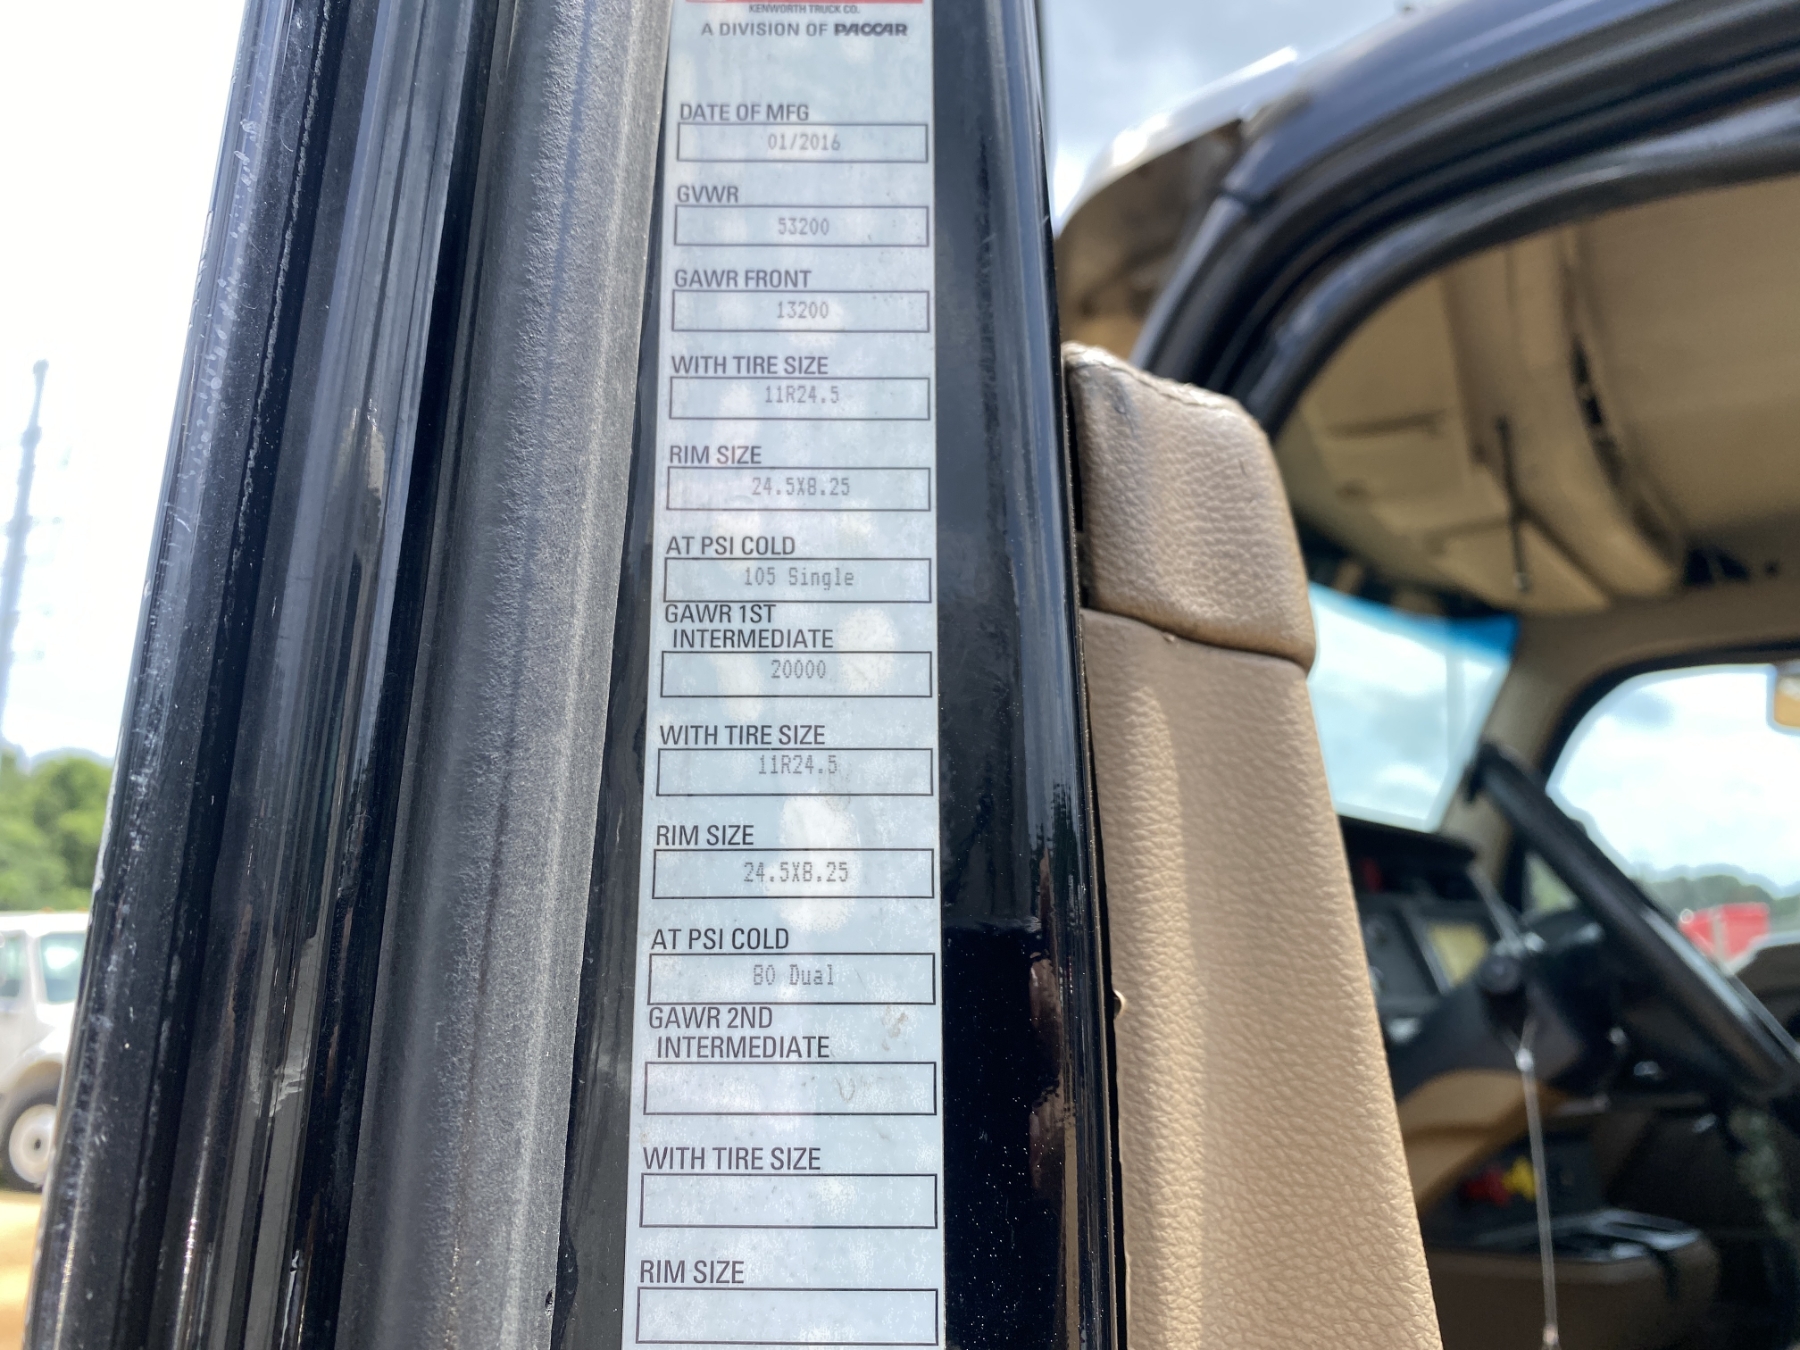 KENWORTH TRUCK CO.
A DIVISION OF PACCAR
DATE OF MFG
01/2016
GVWR
53200
GAWR FRONT
13200
WITH TIRE SIZE
11R24.5
RIM SIZE
24.5X8.25
AT PSI COLD
105 Single
GAWR 1ST
INTERMEDIATE
20000
WITH TIRE SIZE
11R24.5
RIM SIZE
24.5X8.25
AT PSI COLD
80 Dual
GAWR 2ND
INTERMEDIATE
WITH TIRE SIZE
RIM SIZE